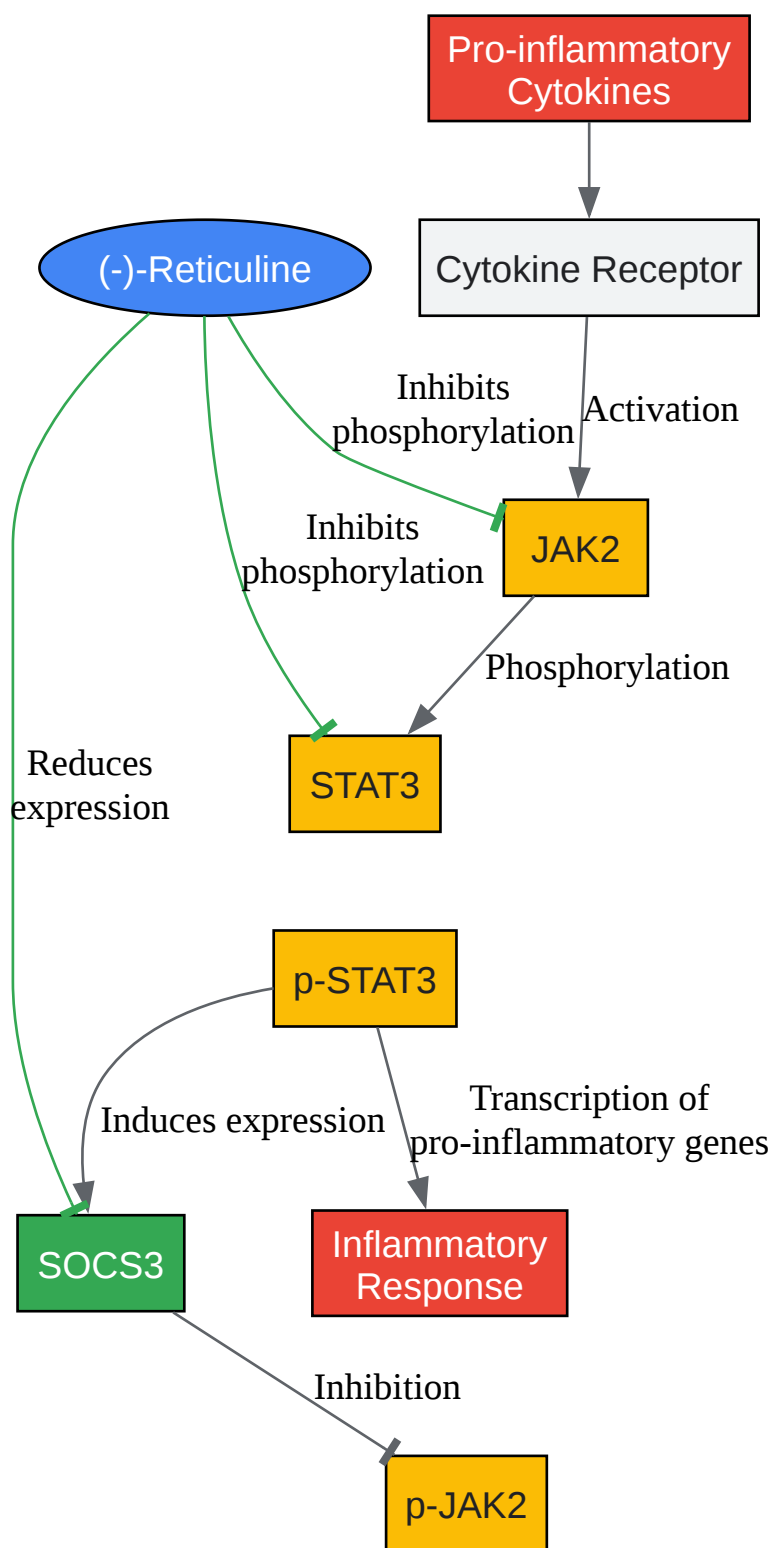 Pro-inflammatory
Cytokines
(-)-Reticuline
Cytokine Receptor
Inhibits
phosphorylation
Activation
Inhibits
phosphorylation
JAK2
Phosphorylation
Reduces
expression
STAT3
p-STAT3
Induces expression
Transcription of
pro-inflammatory genes
SOCS3
Inflammatory
Response
Inhibition
p-JAK2